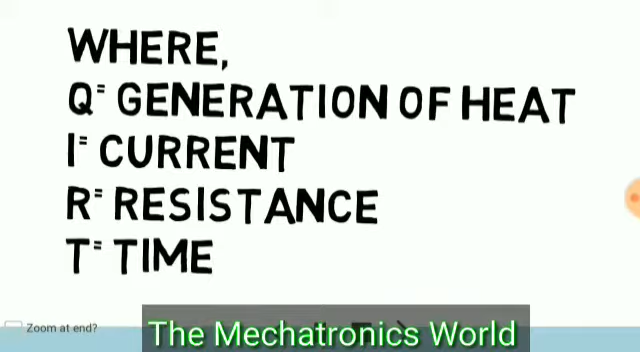 WHERE,
Q= GENERATION OF HEAT
I= CURRENT
R= RESISTANCE
T= TIME
Zoom at end?
The Mechatronics World